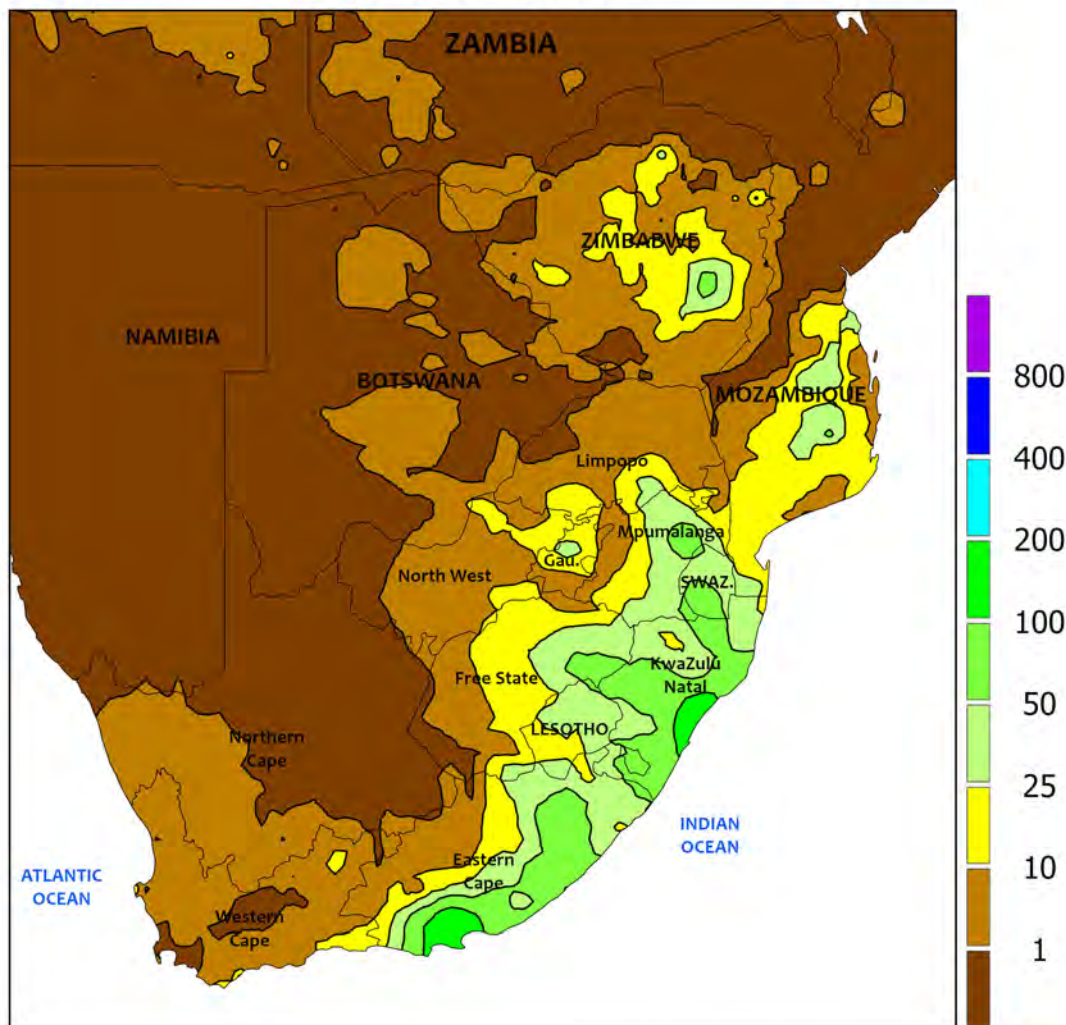 ZAMBIA
ZIMBABWE
NAMIBIA
BOTSWANA
MOZAMBIQUE
Limpopo
Mpumalanga
Gau.
North West
SWAZ.
KwaZulu
Natal
Free State
LESOTHO
Northern
Cape
Eastern
Cape
Western
Cape
ATLANTIC
OCEAN
INDIAN
OCEAN
800
400
200
100
50
25
10
1